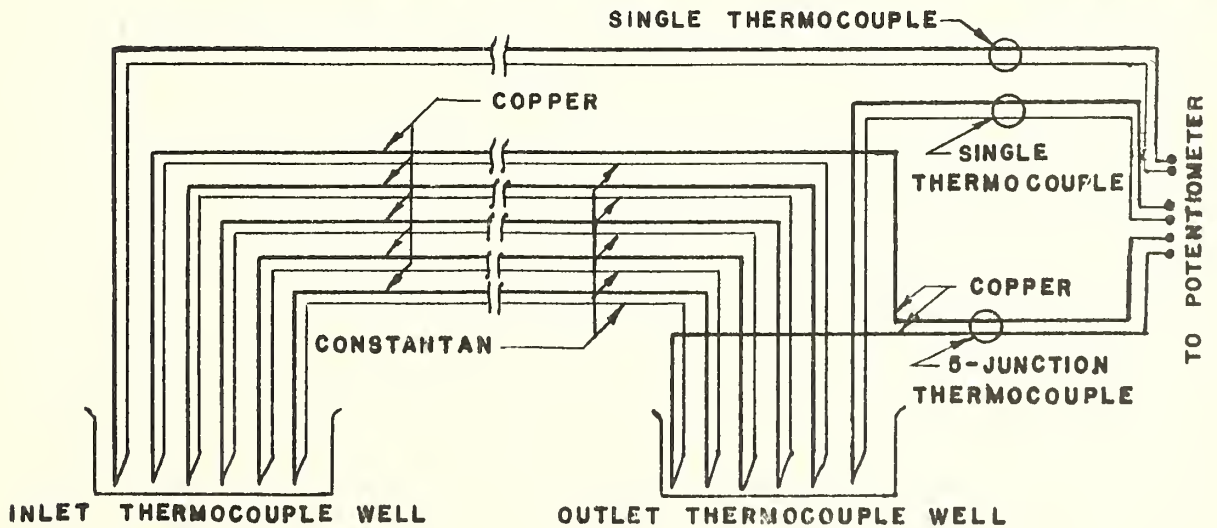 SINGLE THERMOCOUPLE
COPPER
SINGLE
THERMOCOUPLE
TO POTENTIOMETER
COPPER
CONSTANTAN
5-JUNCTION
THERMOCOUPLE
INLET THERMOCOUPLE WELL
OUTLET THERMOCOUPLE WELL